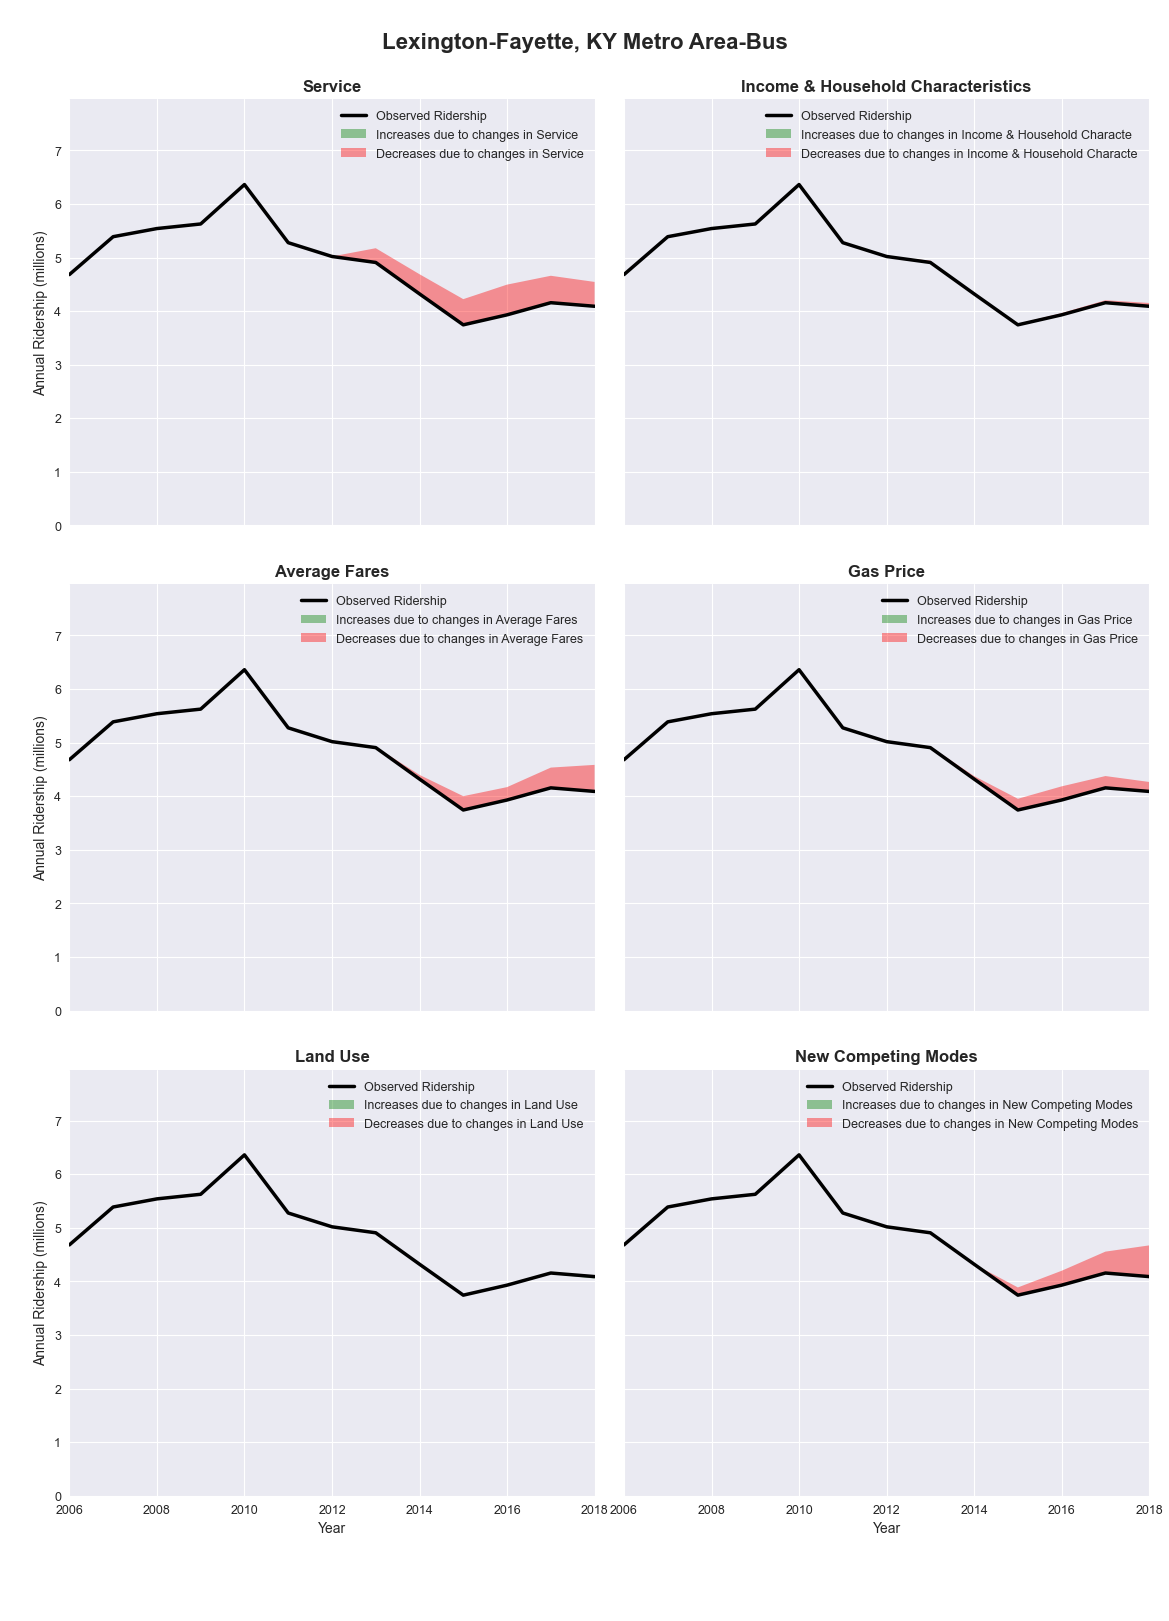 Lexington-Fayette, KY Metro Area-Bus
Service
Observed Ridership
Increases due to changes in Service
Decreases due to changes in Service
7
6
5
4
3
2
1
0
Annual Ridership (millions)
Income & Household Characteristics
Observed Ridership
Increases due to changes in Income & Household Characte
Decreases due to changes in Income & Household Characte
Average Fares
Observed Ridership
Increases due to changes in Average Fares
Decreases due to changes in Average Fares
7
6
5
4
3
2
1
0
Annual Ridership (millions)
Gas Price
Observed Ridership
Increases due to changes in Gas Price
Decreases due to changes in Gas Price
Land Use
Observed Ridership
Increases due to changes in Land Use
Decreases due to changes in Land Use
7
6
5
4
3
2
1
0
Annual Ridership (millions)
2006 2008 2010 2012 2014 2016 2018
Year
New Competing Modes
Observed Ridership
Increases due to changes in New Competing Modes
Decreases due to changes in New Competing Modes
2006 2008 2010 2012 2014 2016 2018
Year